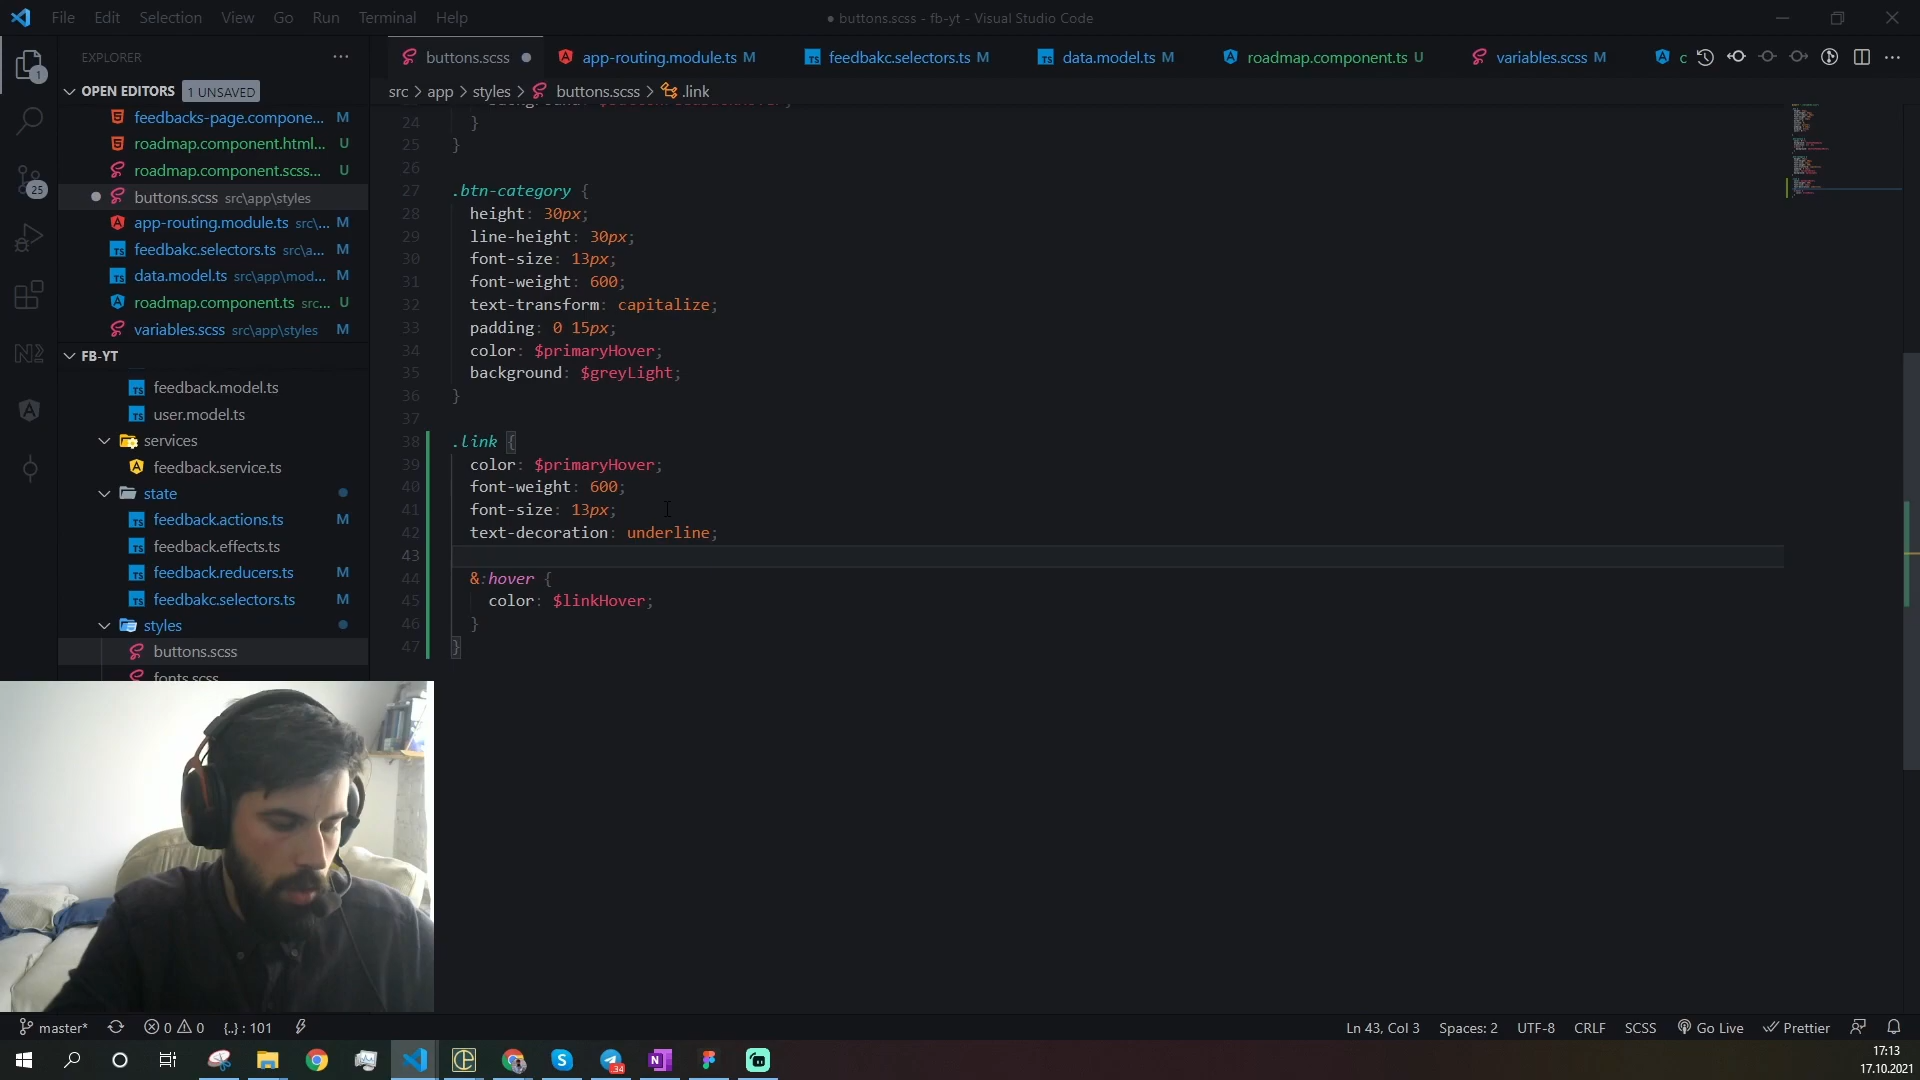 File Edit Selection View Go Run Terminal Help
● buttons.scss - fb-yt - Visual Studio Code
EXPLORER
buttons.scss
app-routing.module.ts M
feedbakc.selectors.ts M
data.model.ts M
roadmap.component.ts U
variables.scss M
c
1
OPEN EDITORS 1 UNSAVED
src > app > styles > buttons.scss > .link
feedbacks-page.compone... M
roadmap.component.html... U
roadmap.component.scss... U
buttons.scss src\app\styles
app-routing.module.ts src\... M
feedbakc.selectors.ts src\a... M
data.model.ts src\app\mod... M
roadmap.component.ts src... U
variables.scss src\app\styles M
25
FB-YT
feedback.model.ts
user.model.ts
services
feedback.service.ts
state
feedback.actions.ts M
feedback.effects.ts
feedback.reducers.ts M
feedbakc.selectors.ts M
styles
buttons.scss
fonts.scss
24 }
25 }
26
27 .btn-category {
28 height: 30px;
29 line-height: 30px;
30 font-size: 13px;
31 font-weight: 600;
32 text-transform: capitalize;
33 padding: 0 15px;
34 color: $primaryHover;
35 background: $greyLight;
36 }
37
38 .link {
39 color: $primaryHover;
40 font-weight: 600;
41 font-size: 13px;
42 text-decoration: underline;
43
44 &:hover {
45 color: $linkHover;
46 }
47 }
master* 0 0 {..} : 101
Ln 43, Col 3 Spaces: 2 UTF-8 CRLF SCSS Go Live Prettier
34
17:13
17.10.2021